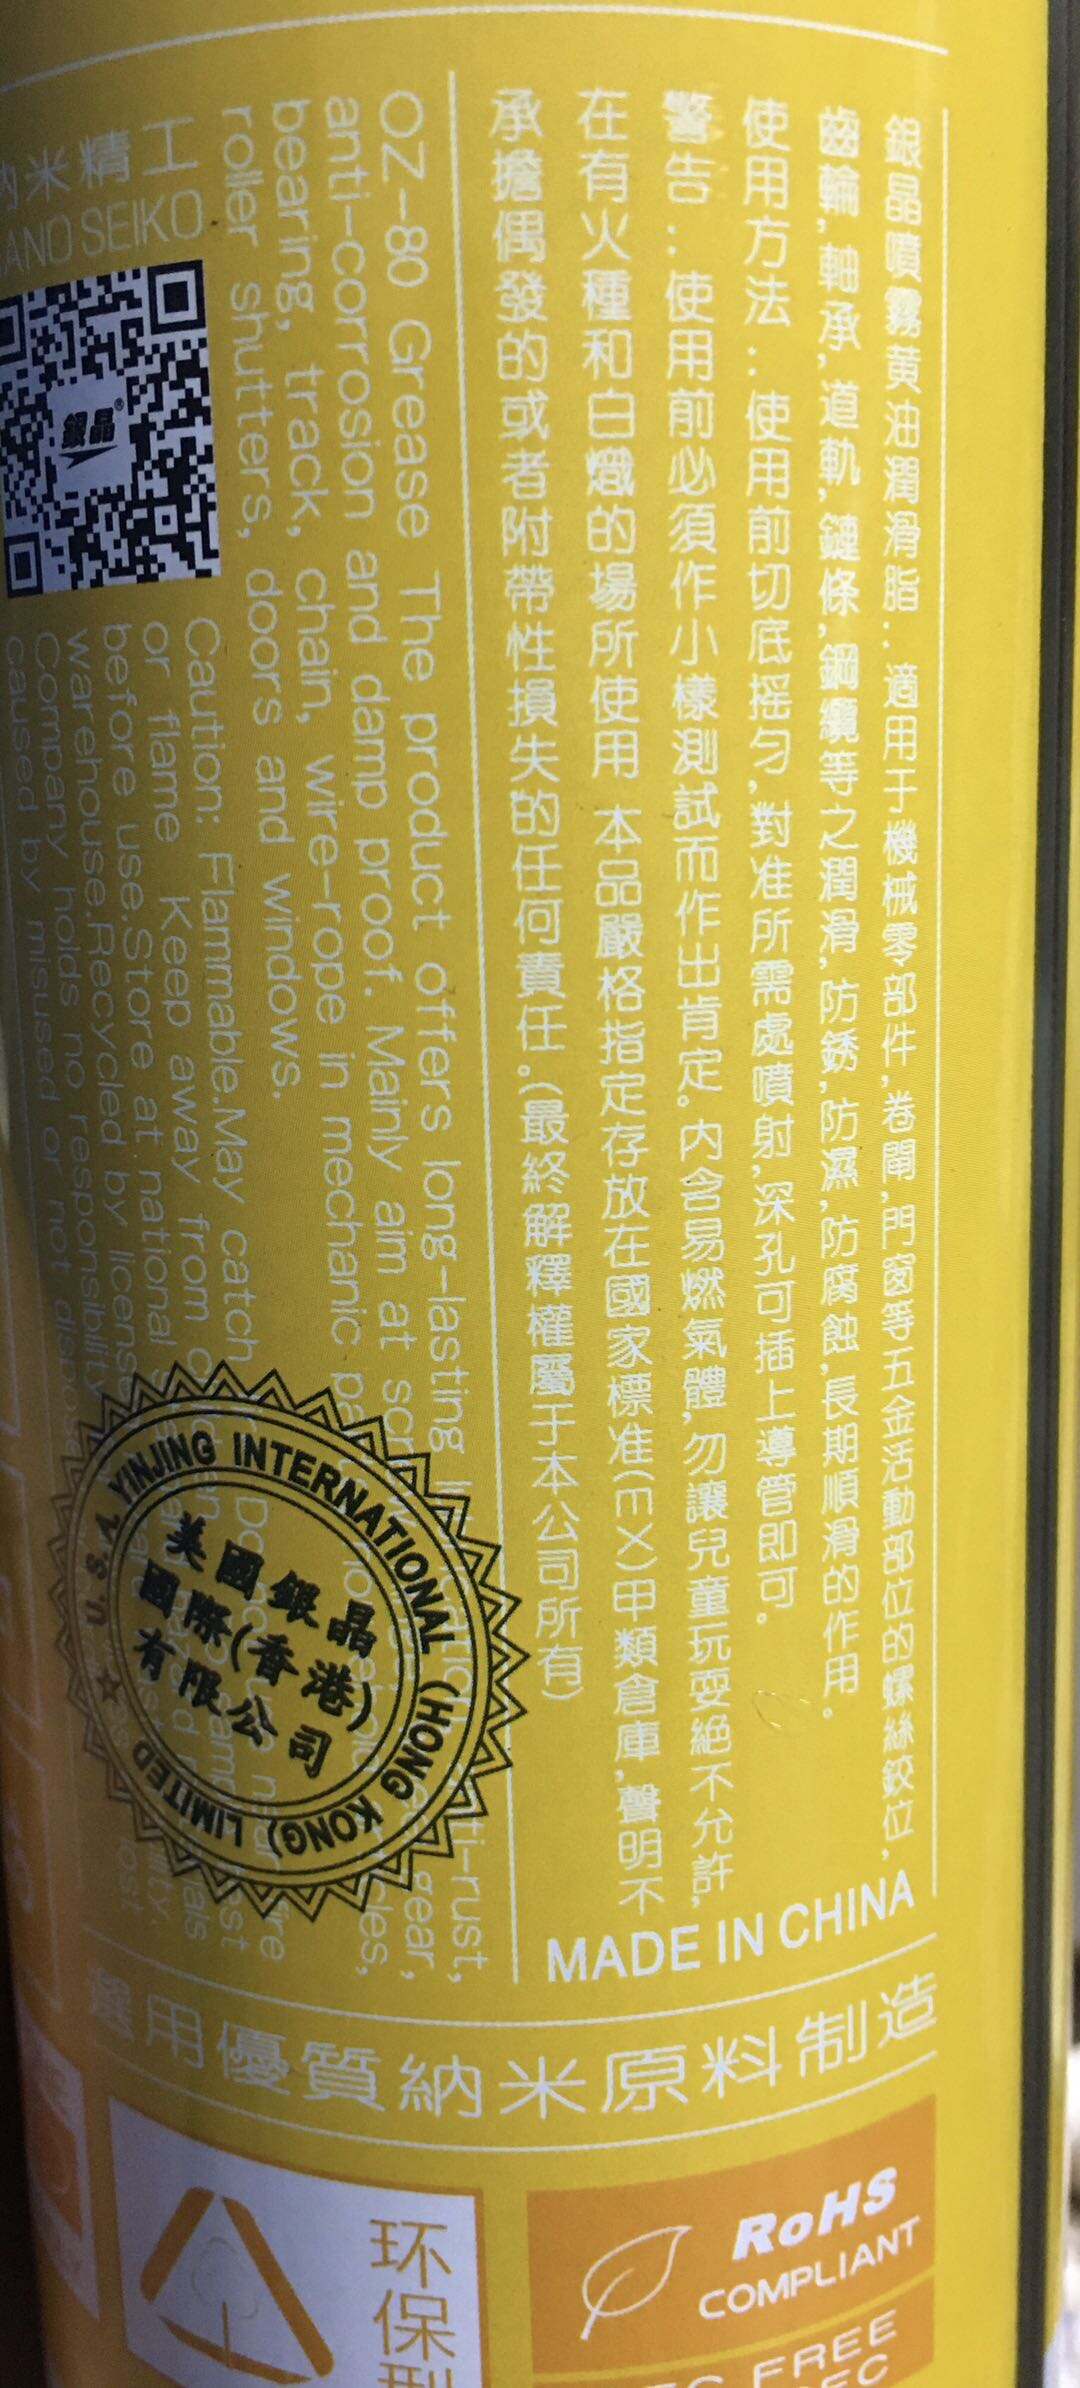 銀晶噴霧黄油潤滑脂:適用于機械零部件,卷閘,門窗等五金活動部位的螺絲鉸位,
齒輪,軸承,道軌,鏈條,鋼纜等之潤滑,防銹,防濕,防腐蝕,長期順滑的作用。
使用方法:使用前切底摇匀,對准所需處噴射,深孔可插上導管即可。
警告:使用前必須作小樣測試而作出肯定。内含易燃氣體,勿讓兒童玩耍絕不允許,
在有火種和白熾的場所使用 本品嚴格指定存放在國家標准(EX)甲類倉庫,聲明不
承擔偶發的或者附帶性損失的任何責任。(最終解釋權屬于本公司所有)
MADE IN CHINA
OZ-80 Grease The product offers long-lasting ti-rust,
anti-corrosion and damp proof. Mainly aim at gear,
bearing, track, chain, wire-rope in mechanic
roller shutters, doors and windows.
納米精工
NANO SEIKO
銀晶®
Caution: Flammable.May catch fire
or flame Keep away from
before use.Store at national
warehouse.Recycled by
Company holds no responsibility
caused by misused or not
U.S.A. YINJING INTERNATIONAL (HONG KONG) LIMITED
美國銀晶
國際(香港)
有限公司
選用優質納米原料制造
环保型
RoHS
COMPLIANT
FREE